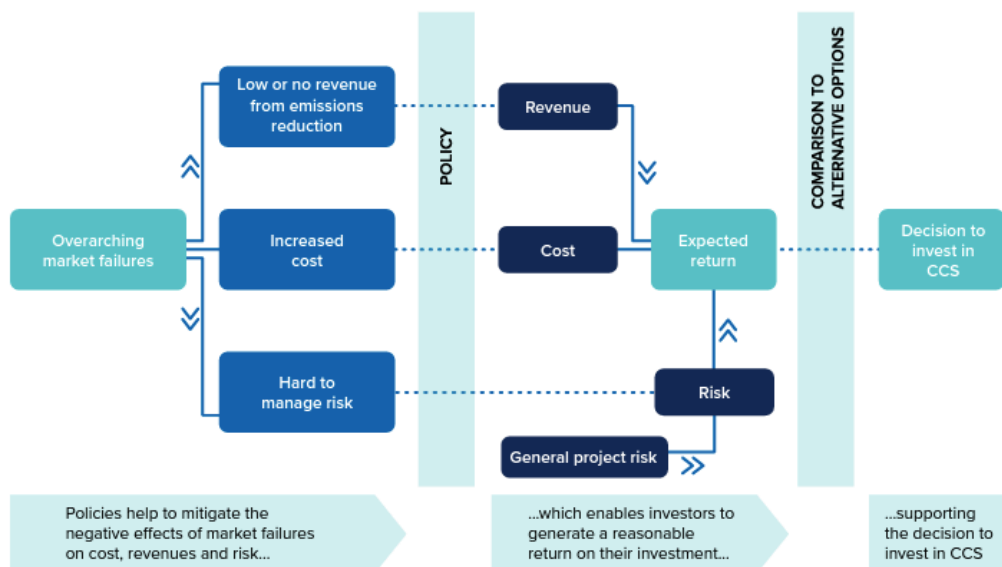 Low or no revenue
from emissions
reduction
POLICY
Revenue
COMPARISON TO
ALTERNATIVE OPTIONS
Overarching
market failures
Increased
cost
Cost
Expected
return
Decision to
invest in
CCS
Hard to
manage risk
Risk
General project risk
Policies help to mitigate the
negative effects of market failures
on cost, revenues and risk...
...which enables investors to
generate a reasonable
return on their investment...
...supporting
the decision to
invest in CCS